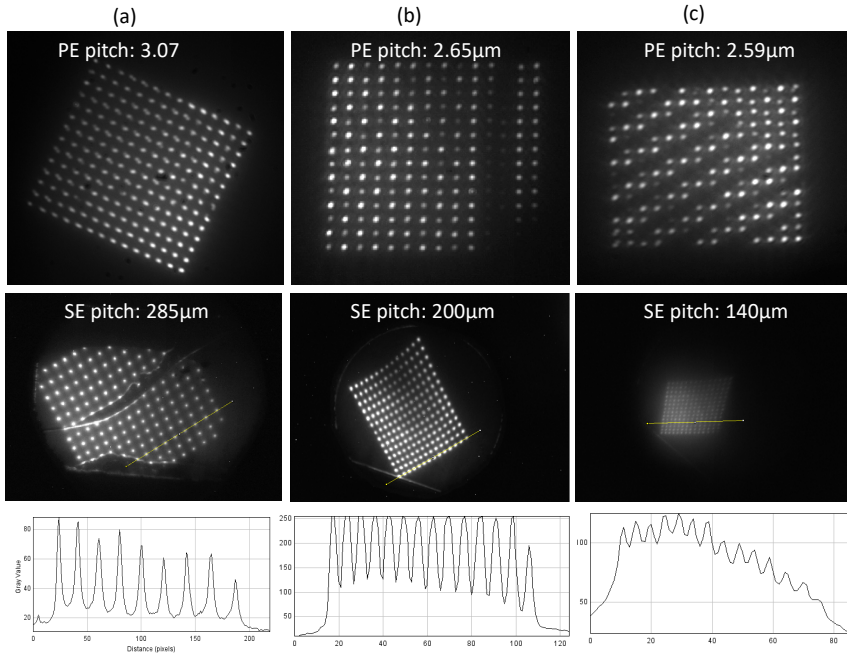 (a) (b) (c)
PE pitch: 3.07 PE pitch: 2.65µm PE pitch: 2.59µm
SE pitch: 285µm SE pitch: 200µm SE pitch: 140µm
80
60
40
20
Gray Value
0 50 100 150 200
Distance (pixels)
250
200
150
100
50
0 20 40 60 80 100 120
100
50
0 20 40 60 80